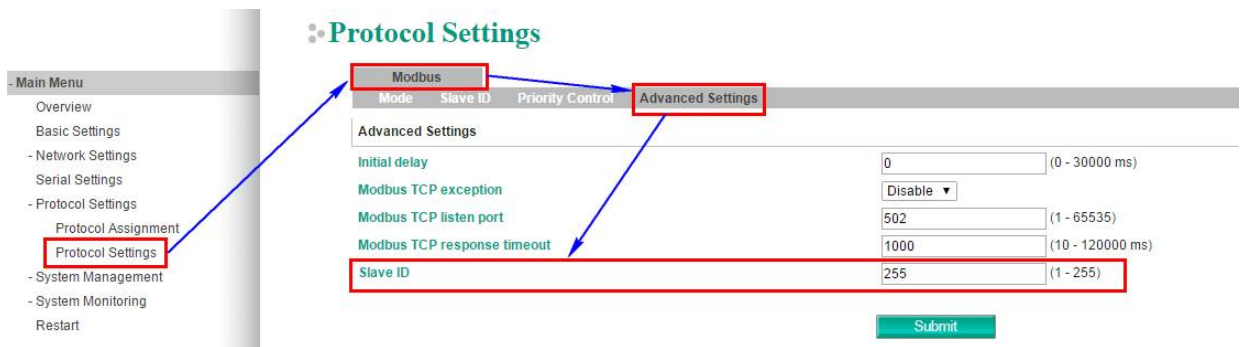 Protocol Settings
- Main Menu
Overview
Basic Settings
- Network Settings
Serial Settings
- Protocol Settings
Protocol Assignment
Protocol Settings
- System Management
- System Monitoring
Restart
Modbus
Mode Slave ID Priority Control Advanced Settings
Advanced Settings
Initial delay 0 (0 - 30000 ms)
Modbus TCP exception Disable ▼
Modbus TCP listen port 502 (1 - 65535)
Modbus TCP response timeout 1000 (10 - 120000 ms)
Slave ID 255 (1 - 255)
Submit